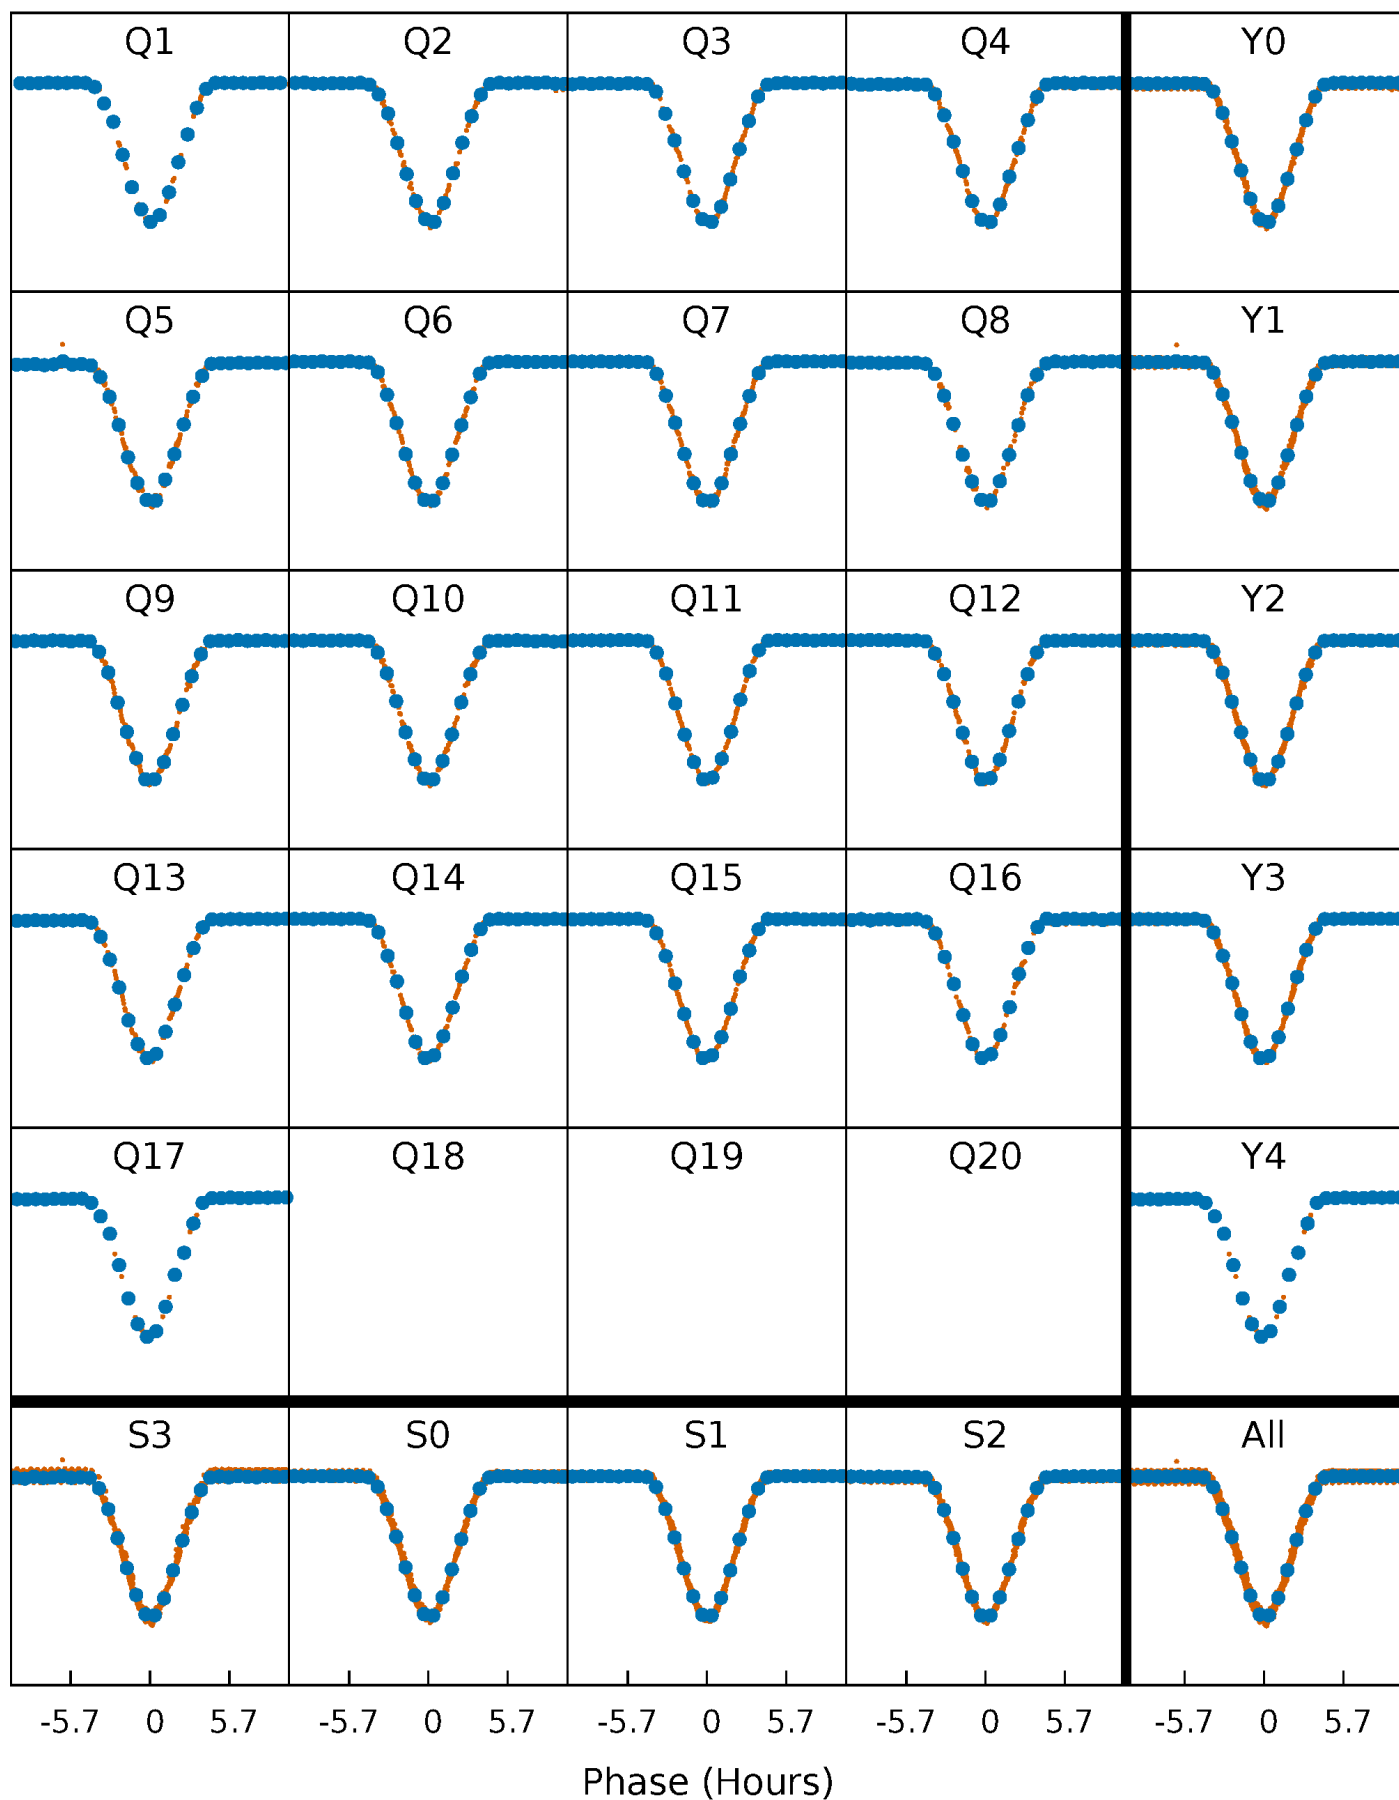 Q1 Q2 Q3 Q4 Y0
Q5 Q6 Q7 Q8 Y1
Q9 Q10 Q11 Q12 Y2
Q13 Q14 Q15 Q16 Y3
Q17 Q18 Q19 Q20 Y4
S3 S0 S1 S2 All
-5.7 0 5.7 -5.7 0 5.7 -5.7 0 5.7 -5.7 0 5.7 -5.7 0 5.7
Phase (Hours)